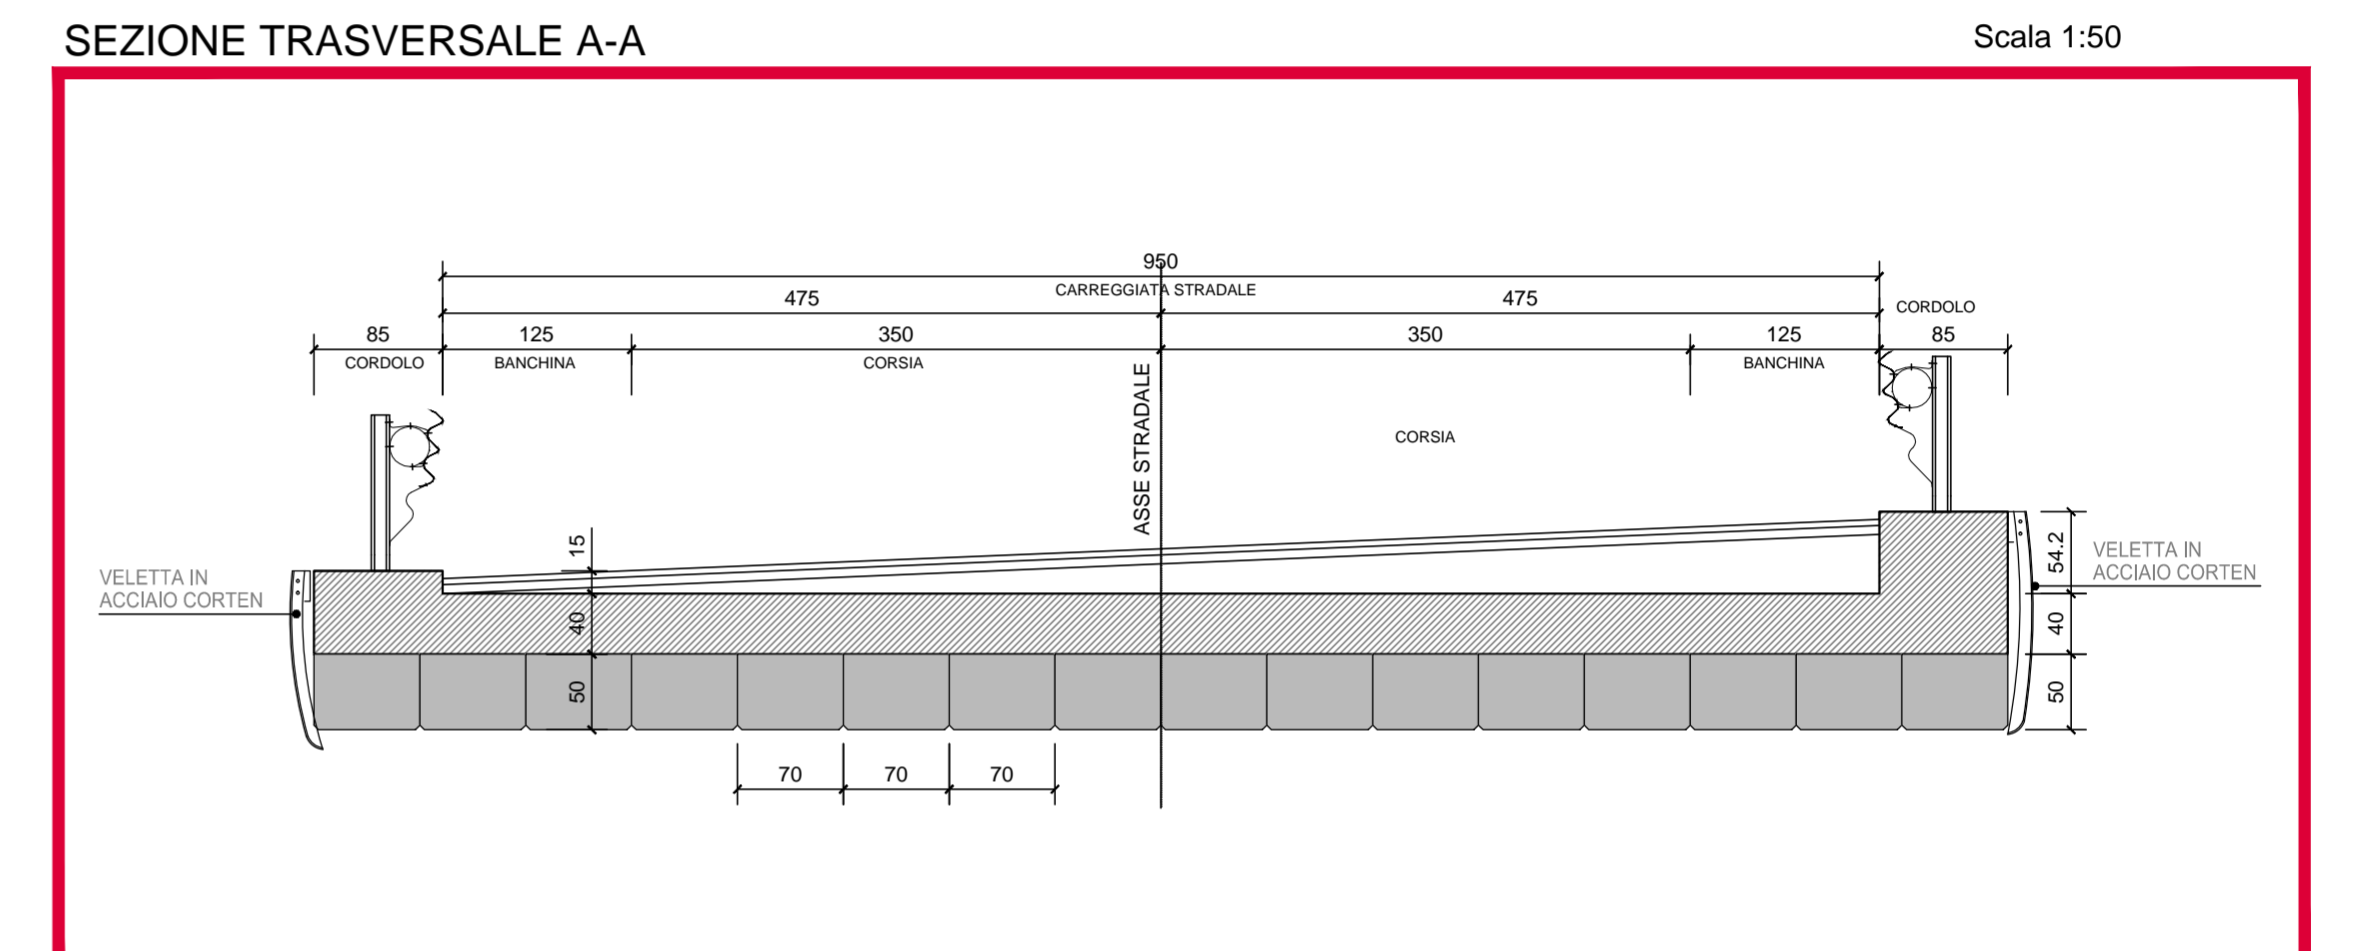 SEZIONE TRASVERSALE A-A
Scala 1:50
950
CARREGGIATA STRADALE
475
475
CORDOLO
85
125
350
350
125
85
CORDOLO
BANCHINA
CORSIA
BANCHINA
ASSE STRADALE
CORSIA
15
40
50
54.2
40
50
VELETTA IN
ACCIAIO CORTEN
VELETTA IN
ACCIAIO CORTEN
70
70
70